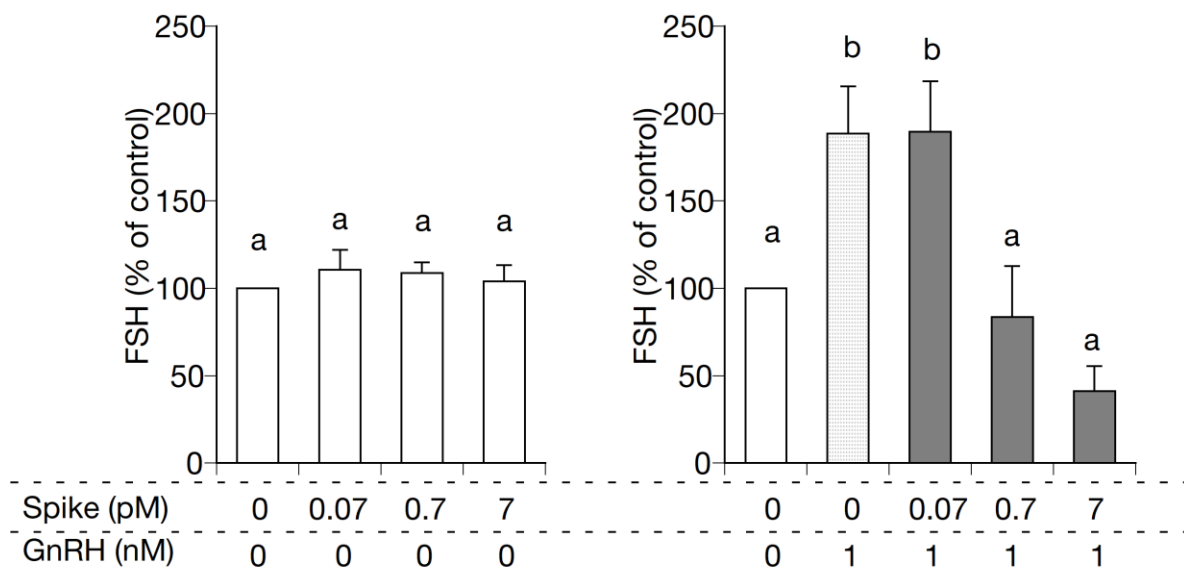 250
200
150
100
50
0
FSH (% of control)
a
a
a
a
250
200
150
100
50
0
FSH (% of control)
a
b
b
a
a
Spike (pM) 0 0.07 0.7 7 0 0 0.07 0.7 7
GnRH (nM) 0 0 0 0 0 1 1 1 1